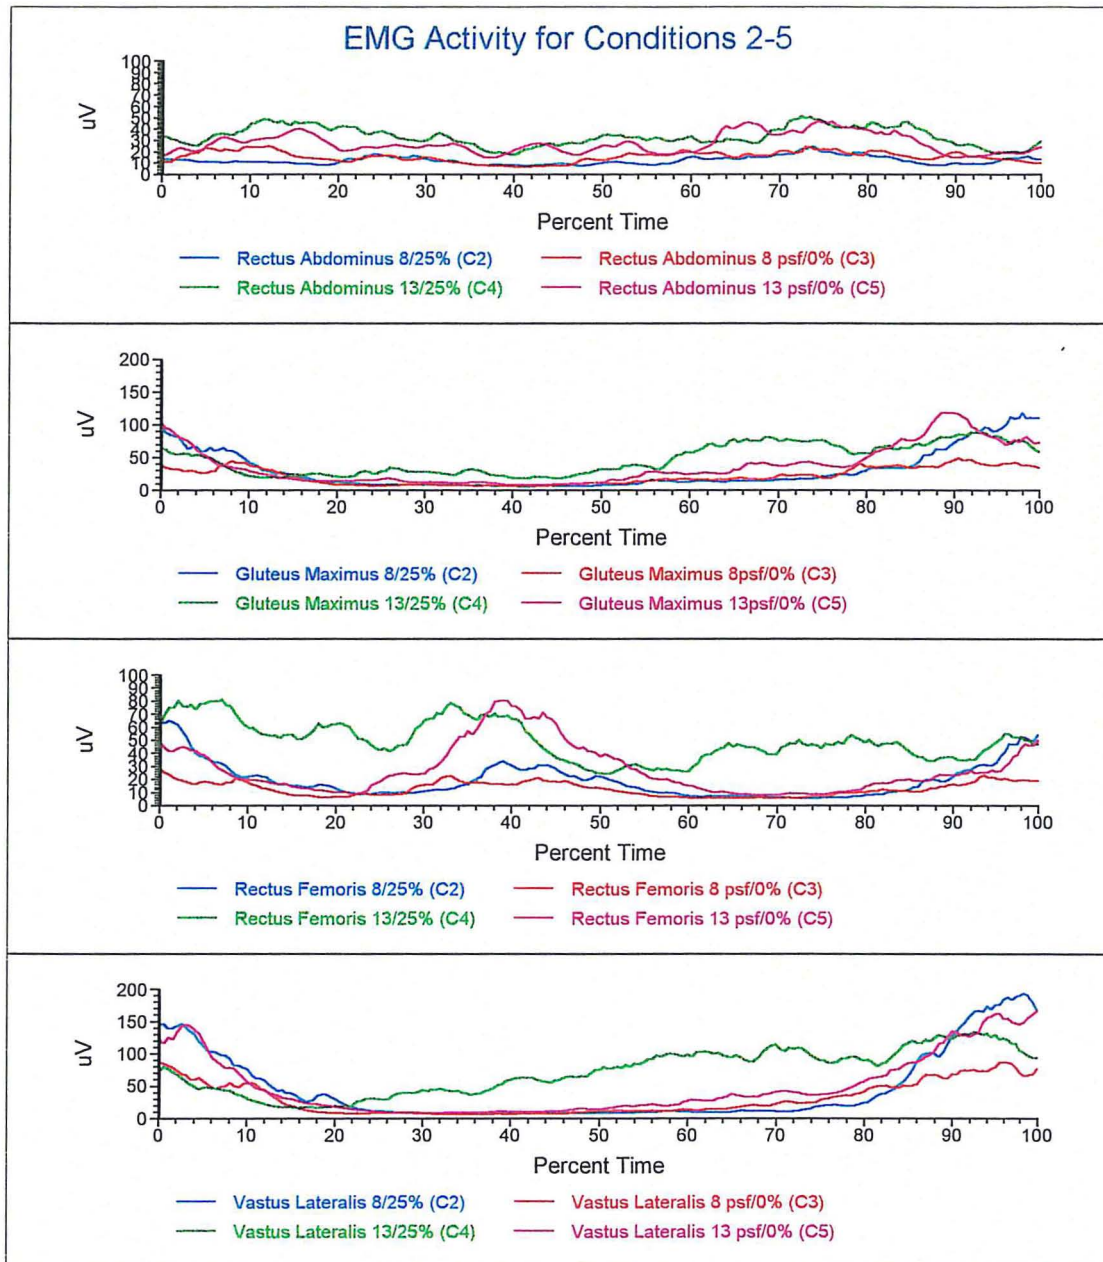 EMG Activity for Conditions 2-5
100
90
80
70
60
50
40
30
20
10
0
uV
0 10 20 30 40 50 60 70 80 90 100
Percent Time
Rectus Abdominus 8/25% (C2) Rectus Abdominus 8 psf/0% (C3)
Rectus Abdominus 13/25% (C4) Rectus Abdominus 13 psf/0% (C5)
200
150
100
50
0
uV
0 10 20 30 40 50 60 70 80 90 100
Percent Time
Gluteus Maximus 8/25% (C2) Gluteus Maximus 8psf/0% (C3)
Gluteus Maximus 13/25% (C4) Gluteus Maximus 13psf/0% (C5)
100
90
80
70
60
50
40
30
20
10
0
uV
0 10 20 30 40 50 60 70 80 90 100
Percent Time
Rectus Femoris 8/25% (C2) Rectus Femoris 8 psf/0% (C3)
Rectus Femoris 13/25% (C4) Rectus Femoris 13 psf/0% (C5)
200
150
100
50
0
uV
0 10 20 30 40 50 60 70 80 90 100
Percent Time
Vastus Lateralis 8/25% (C2) Vastus Lateralis 8 psf/0% (C3)
Vastus Lateralis 13/25% (C4) Vastus Lateralis 13 psf/0% (C5)